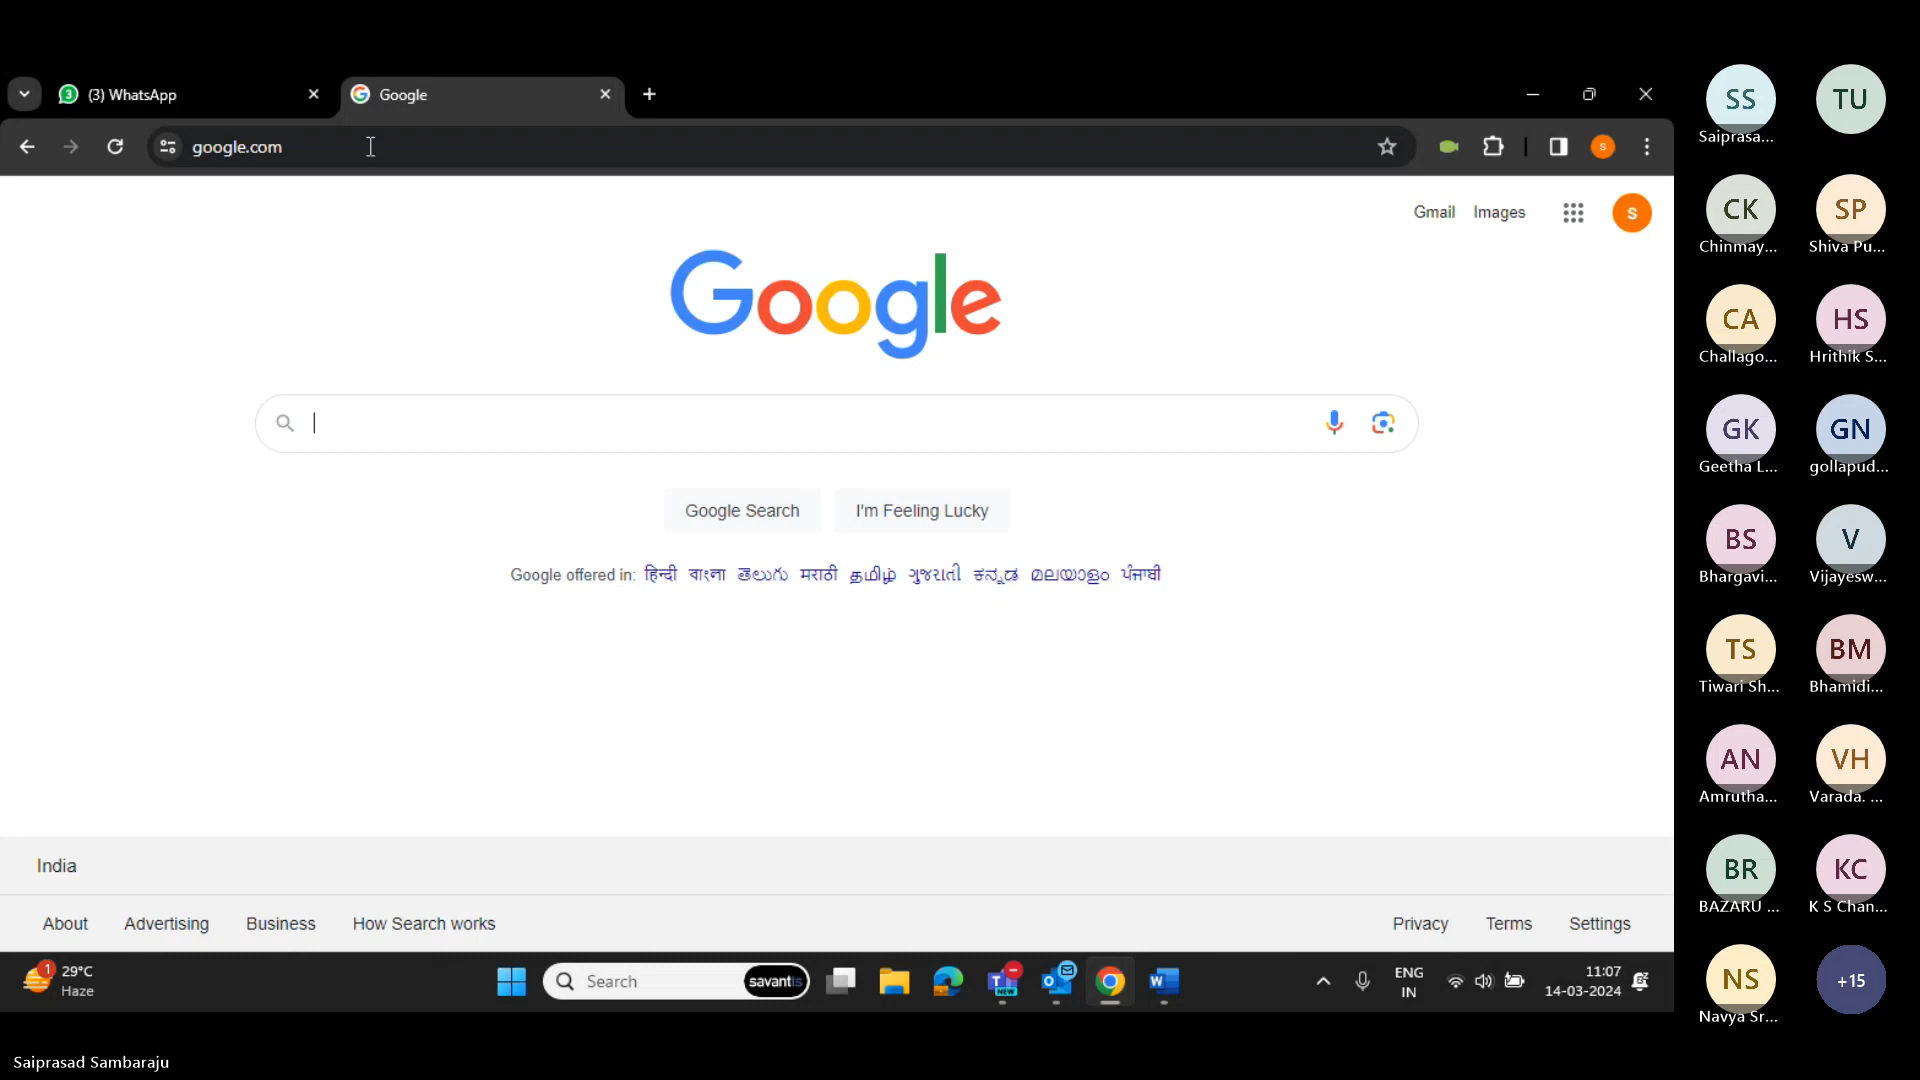 3 (3) WhatsApp
Google
google.com
S
Gmail Images
S
Google
Google Search I'm Feeling Lucky
Google offered in: हिन्दी বাংলা తెలుగు मराठी தமிழ் ગુજરાતી ಕನ್ನಡ മലയാളം ਪੰਜਾਬੀ
India
About Advertising Business How Search works Privacy Terms Settings
1
29°C
Haze
Search
savantis
T
NEW
W
ENG
IN
11:07
14-03-2024
Saiprasad Sambaraju
SS TU
Saiprasa...
CK SP
Chinmay... Shiva Pu...
CA HS
Challago... Hrithik S...
GK GN
Geetha L... gollapud...
BS V
Bhargavi... Vijayesw...
TS BM
Tiwari Sh... Bhamidi...
AN VH
Amrutha... Varada. ...
BR KC
BAZARU ... K S Chan...
NS +15
Navya Sr...